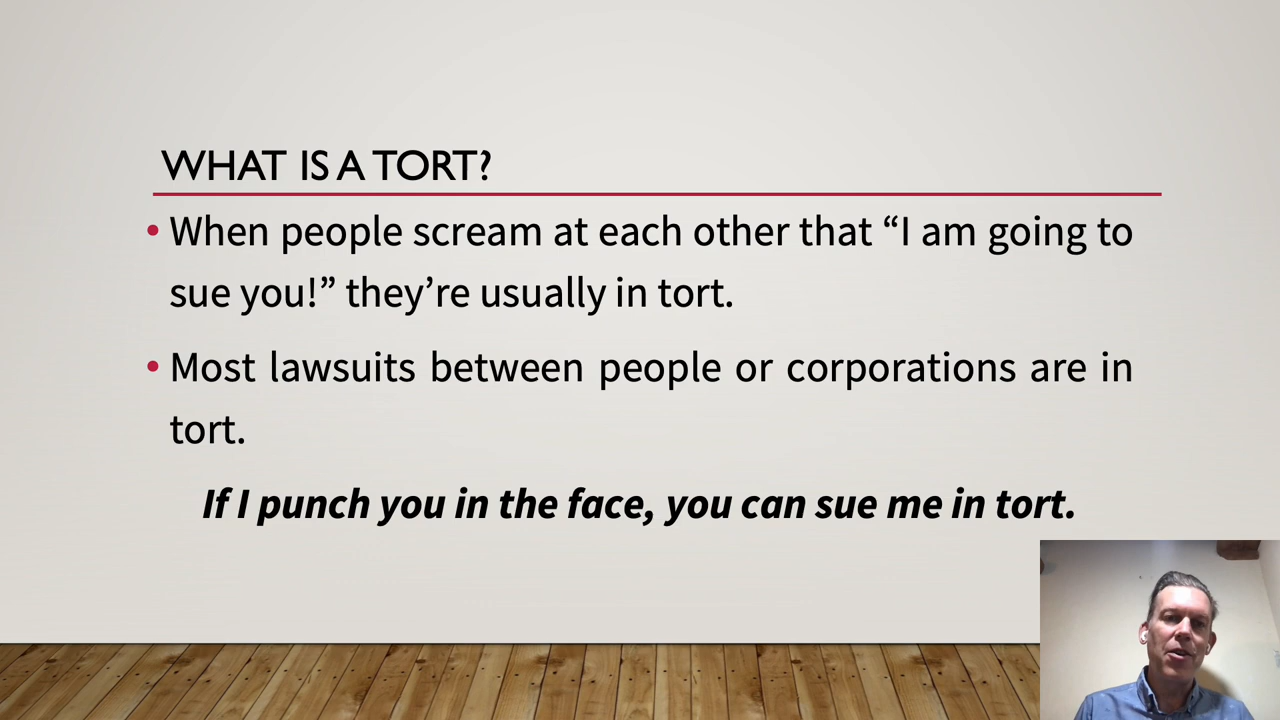 WHAT IS A TORT?
• When people scream at each other that “I am going to
sue you!” they’re usually in tort.
• Most lawsuits between people or corporations are in
tort.
If I punch you in the face, you can sue me in tort.